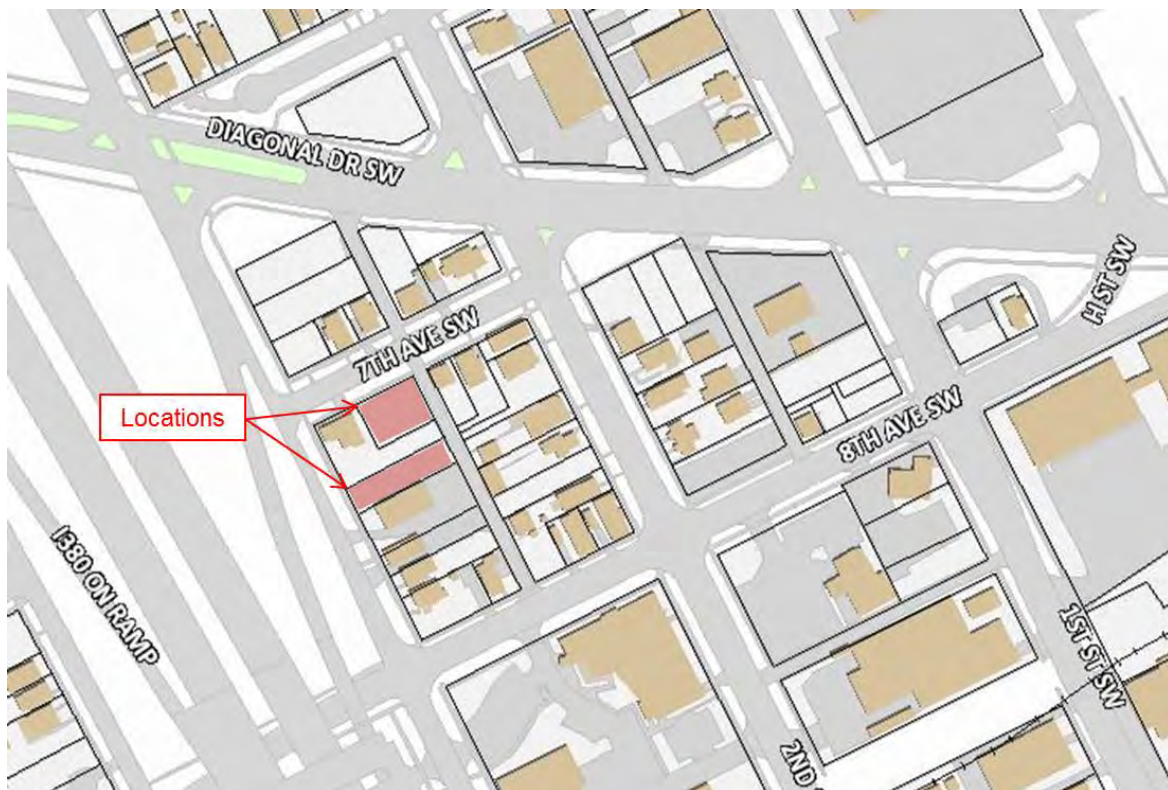 DIAGONAL DR SW
H ST SW
7TH AVE SW
Locations
8TH AVE SW
I380 ON RAMP
1ST ST SW
2ND